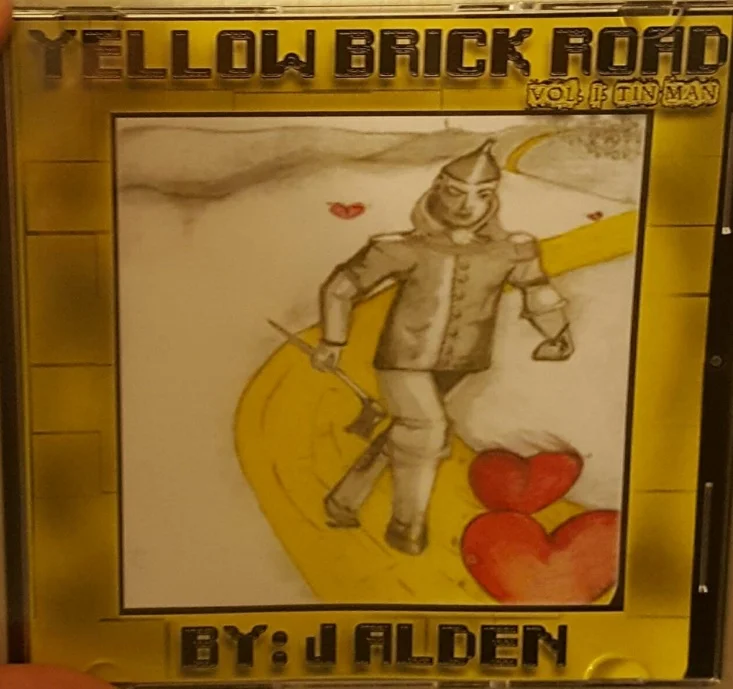 YELLOW BRICK ROAD
VOL. I: TIN MAN
BY: J ALDEN